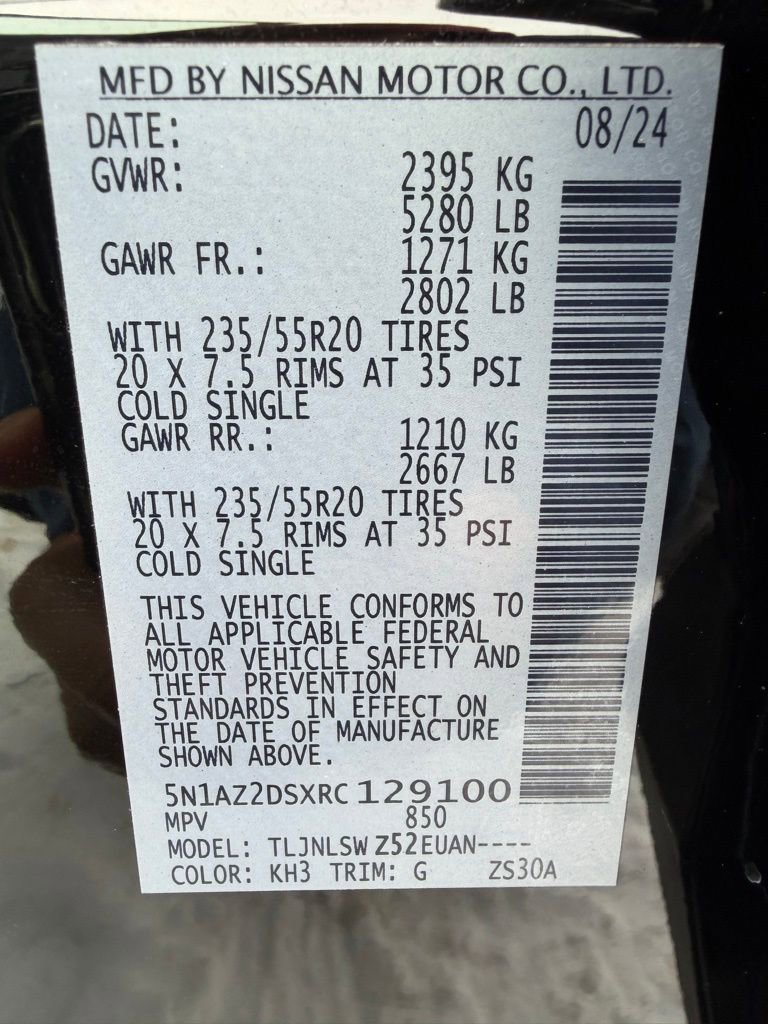 MFD BY NISSAN MOTOR CO., LTD.
DATE: 08/24
GVWR: 2395 KG
5280 LB
GAWR FR.: 1271 KG
2802 LB
WITH 235/55R20 TIRES
20 X 7.5 RIMS AT 35 PSI
COLD SINGLE
GAWR RR.: 1210 KG
2667 LB
WITH 235/55R20 TIRES
20 X 7.5 RIMS AT 35 PSI
COLD SINGLE
THIS VEHICLE CONFORMS TO
ALL APPLICABLE FEDERAL
MOTOR VEHICLE SAFETY AND
THEFT PREVENTION
STANDARDS IN EFFECT ON
THE DATE OF MANUFACTURE
SHOWN ABOVE.
5N1AZ2DSXRC129100
MPV 850
MODEL: TLJNLSWZ52EUAN----
COLOR: KH3 TRIM: G ZS30A